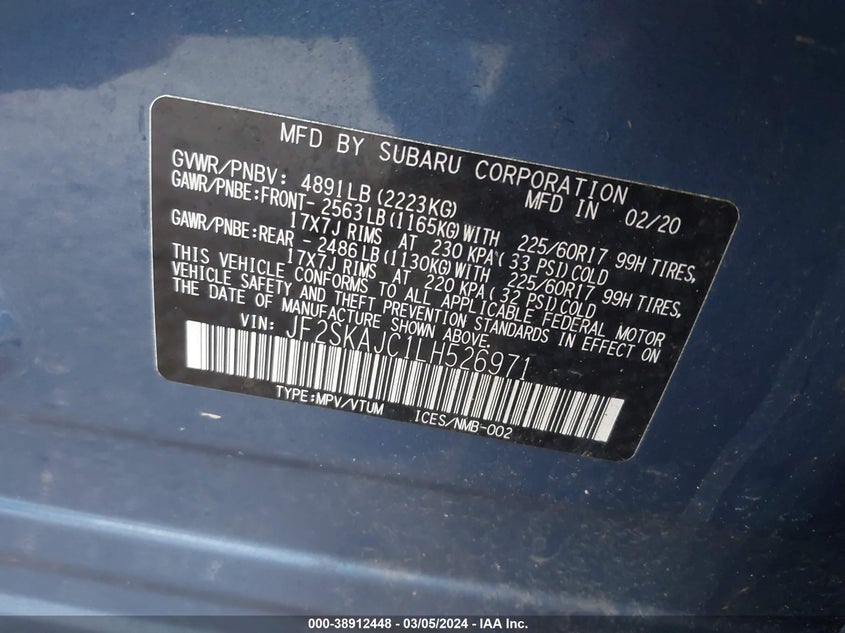 MFD BY SUBARU CORPORATION
GVWR/PNBV: 4891LB(2223KG) MFD IN 02/20
GAWR/PNBE:FRONT- 2563LB(1165KG)WITH 225/60R17 99H TIRES,
17X7J RIMS AT 230 KPA(33 PSI)COLD
GAWR/PNBE:REAR - 2486LB(1130KG)WITH 225/60R17 99H TIRES,
17X7J RIMS AT 220 KPA(32 PSI)COLD
THIS VEHICLE CONFORMS TO ALL APPLICABLE FEDERAL MOTOR
VEHICLE SAFETY AND THEFT PREVENTION STANDARDS IN EFFECT ON
THE DATE OF MANUFACTURE SHOWN ABOVE.
VIN: JF2SKAJC1LH526971
TYPE:MPV/VTUM ICES/NMB-002
000-38912448 - 03/05/2024 - IAA Inc.